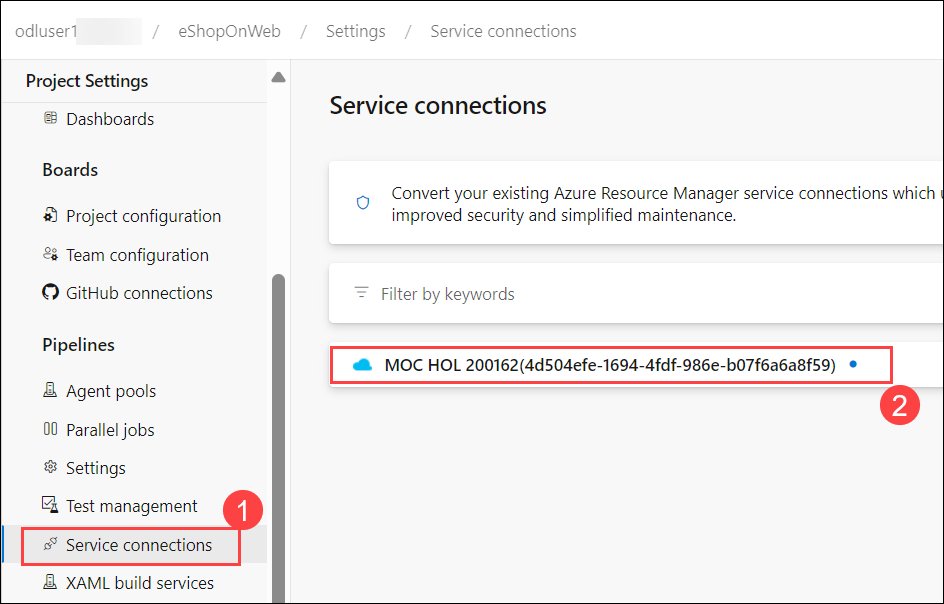 odluser1 / eShopOnWeb / Settings / Service connections
Project Settings
Dashboards
Boards
Project configuration
Team configuration
GitHub connections
Pipelines
Agent pools
Parallel jobs
Settings
Test management
1
Service connections
XAML build services
Service connections
Convert your existing Azure Resource Manager service connections which
improved security and simplified maintenance.
Filter by keywords
MOC HOL 200162(4d504efe-1694-4fdf-986e-b07f6a6a8f59)
2